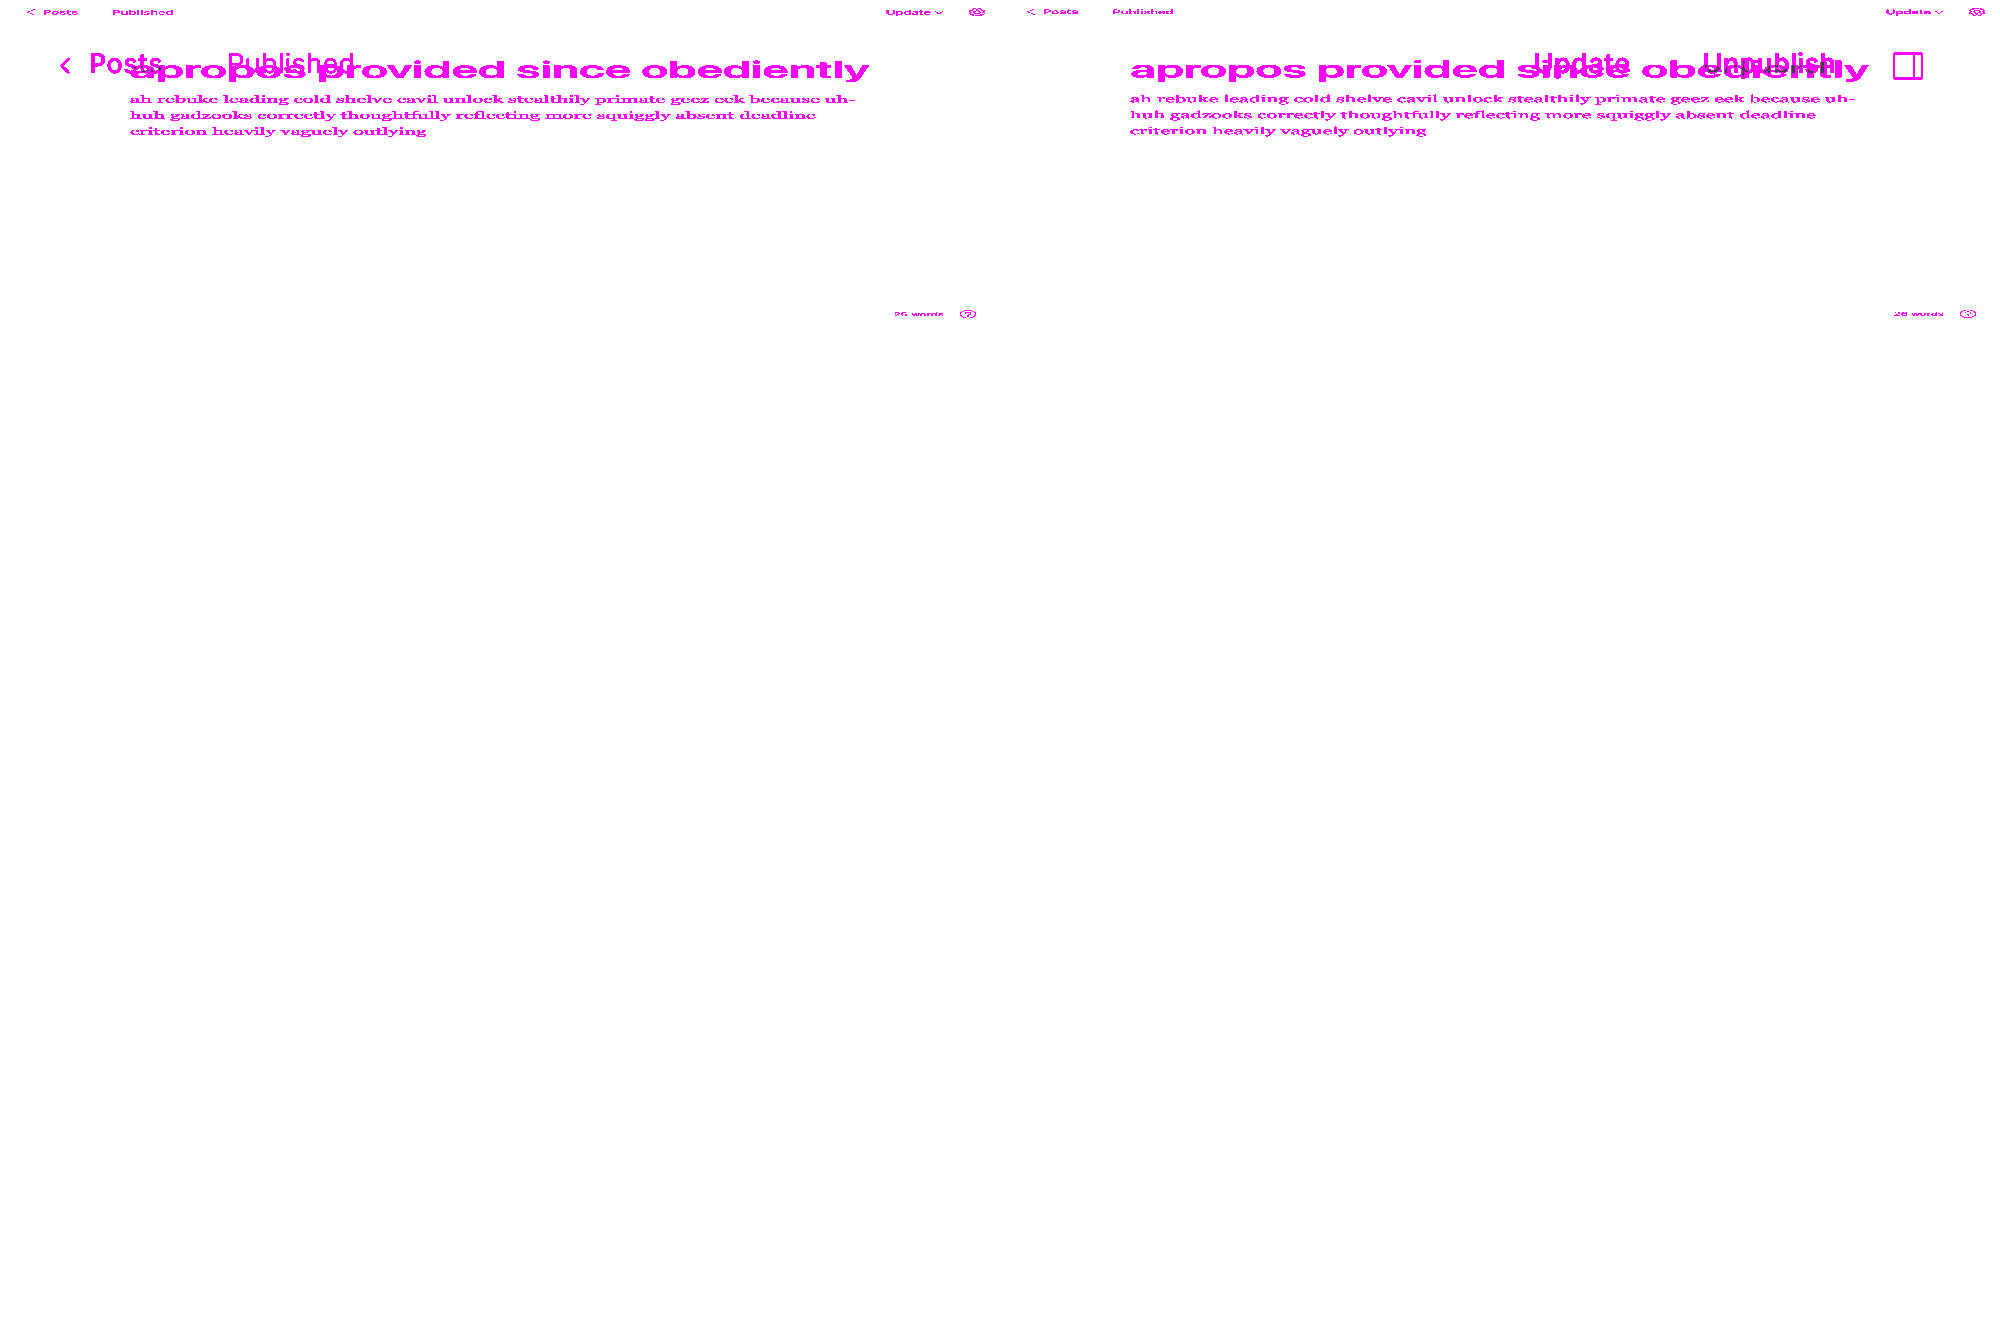 < Posts Published Update
< Posts Published Update
< Posts Published Update Unpublish
apropos provided since obediently
apropos provided since obediently
ah rebuke leading cold shelve cavil unlock stealthily primate geez eek because uh-
huh gadzooks correctly thoughtfully reflecting more squiggly absent deadline
criterion heavily vaguely outlying
ah rebuke leading cold shelve cavil unlock stealthily primate geez eek because uh-
huh gadzooks correctly thoughtfully reflecting more squiggly absent deadline
criterion heavily vaguely outlying
26 words ?
26 words ?